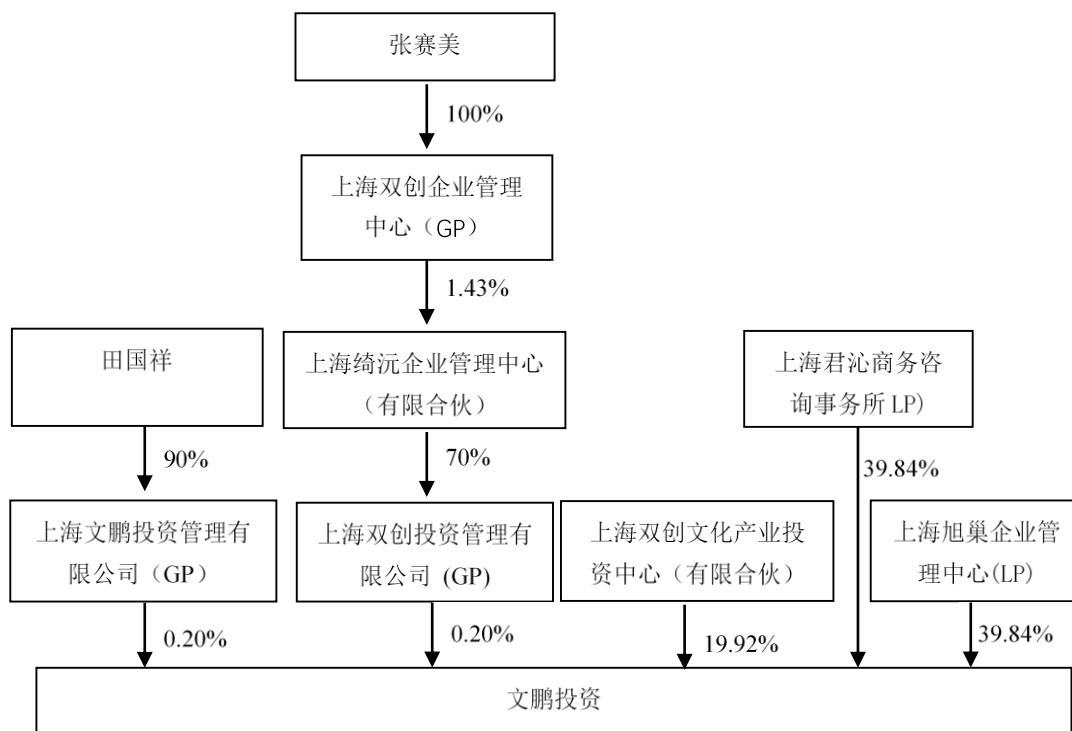 张赛美
100%
上海双创企业管理
中心（GP）
1.43%
田国祥
上海绮沅企业管理中心
（有限合伙）
上海君沁商务咨
询事务所 LP)
90%
70%
39.84%
上海文鹏投资管理有
限公司（GP）
上海双创投资管理有
限公司 (GP)
上海双创文化产业投
资中心（有限合伙）
上海旭巢企业管
理中心(LP)
0.20%
0.20%
19.92%
39.84%
文鹏投资